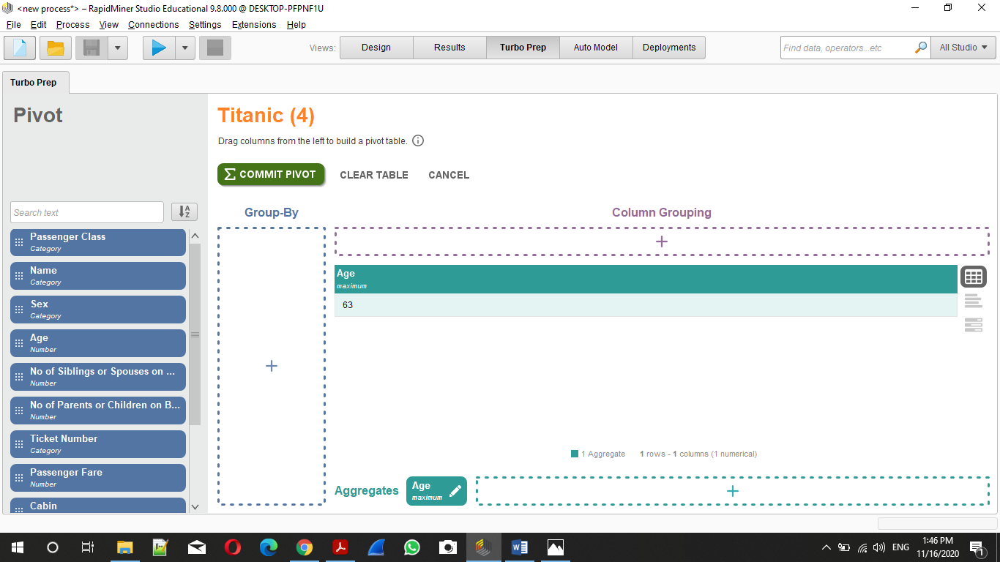 <new process*> – RapidMiner Studio Educational 9.8.000 @ DESKTOP-PFPNF1U
File Edit Process View Connections Settings Extensions Help
Views: Design Results Turbo Prep Auto Model Deployments Find data, operators...etc All Studio
Turbo Prep
Pivot
Titanic (4)
Drag columns from the left to build a pivot table.
COMMIT PIVOT CLEAR TABLE CANCEL
Search text
Passenger Class
Category
Name
Category
Sex
Category
Age
Number
No of Siblings or Spouses on ...
Number
No of Parents or Children on B...
Number
Ticket Number
Category
Passenger Fare
Number
Cabin
Group-By
Column Grouping
Age
maximum
63
1 Aggregate 1 rows - 1 columns (1 numerical)
Aggregates
Age
maximum
ENG
1:46 PM
11/16/2020
1